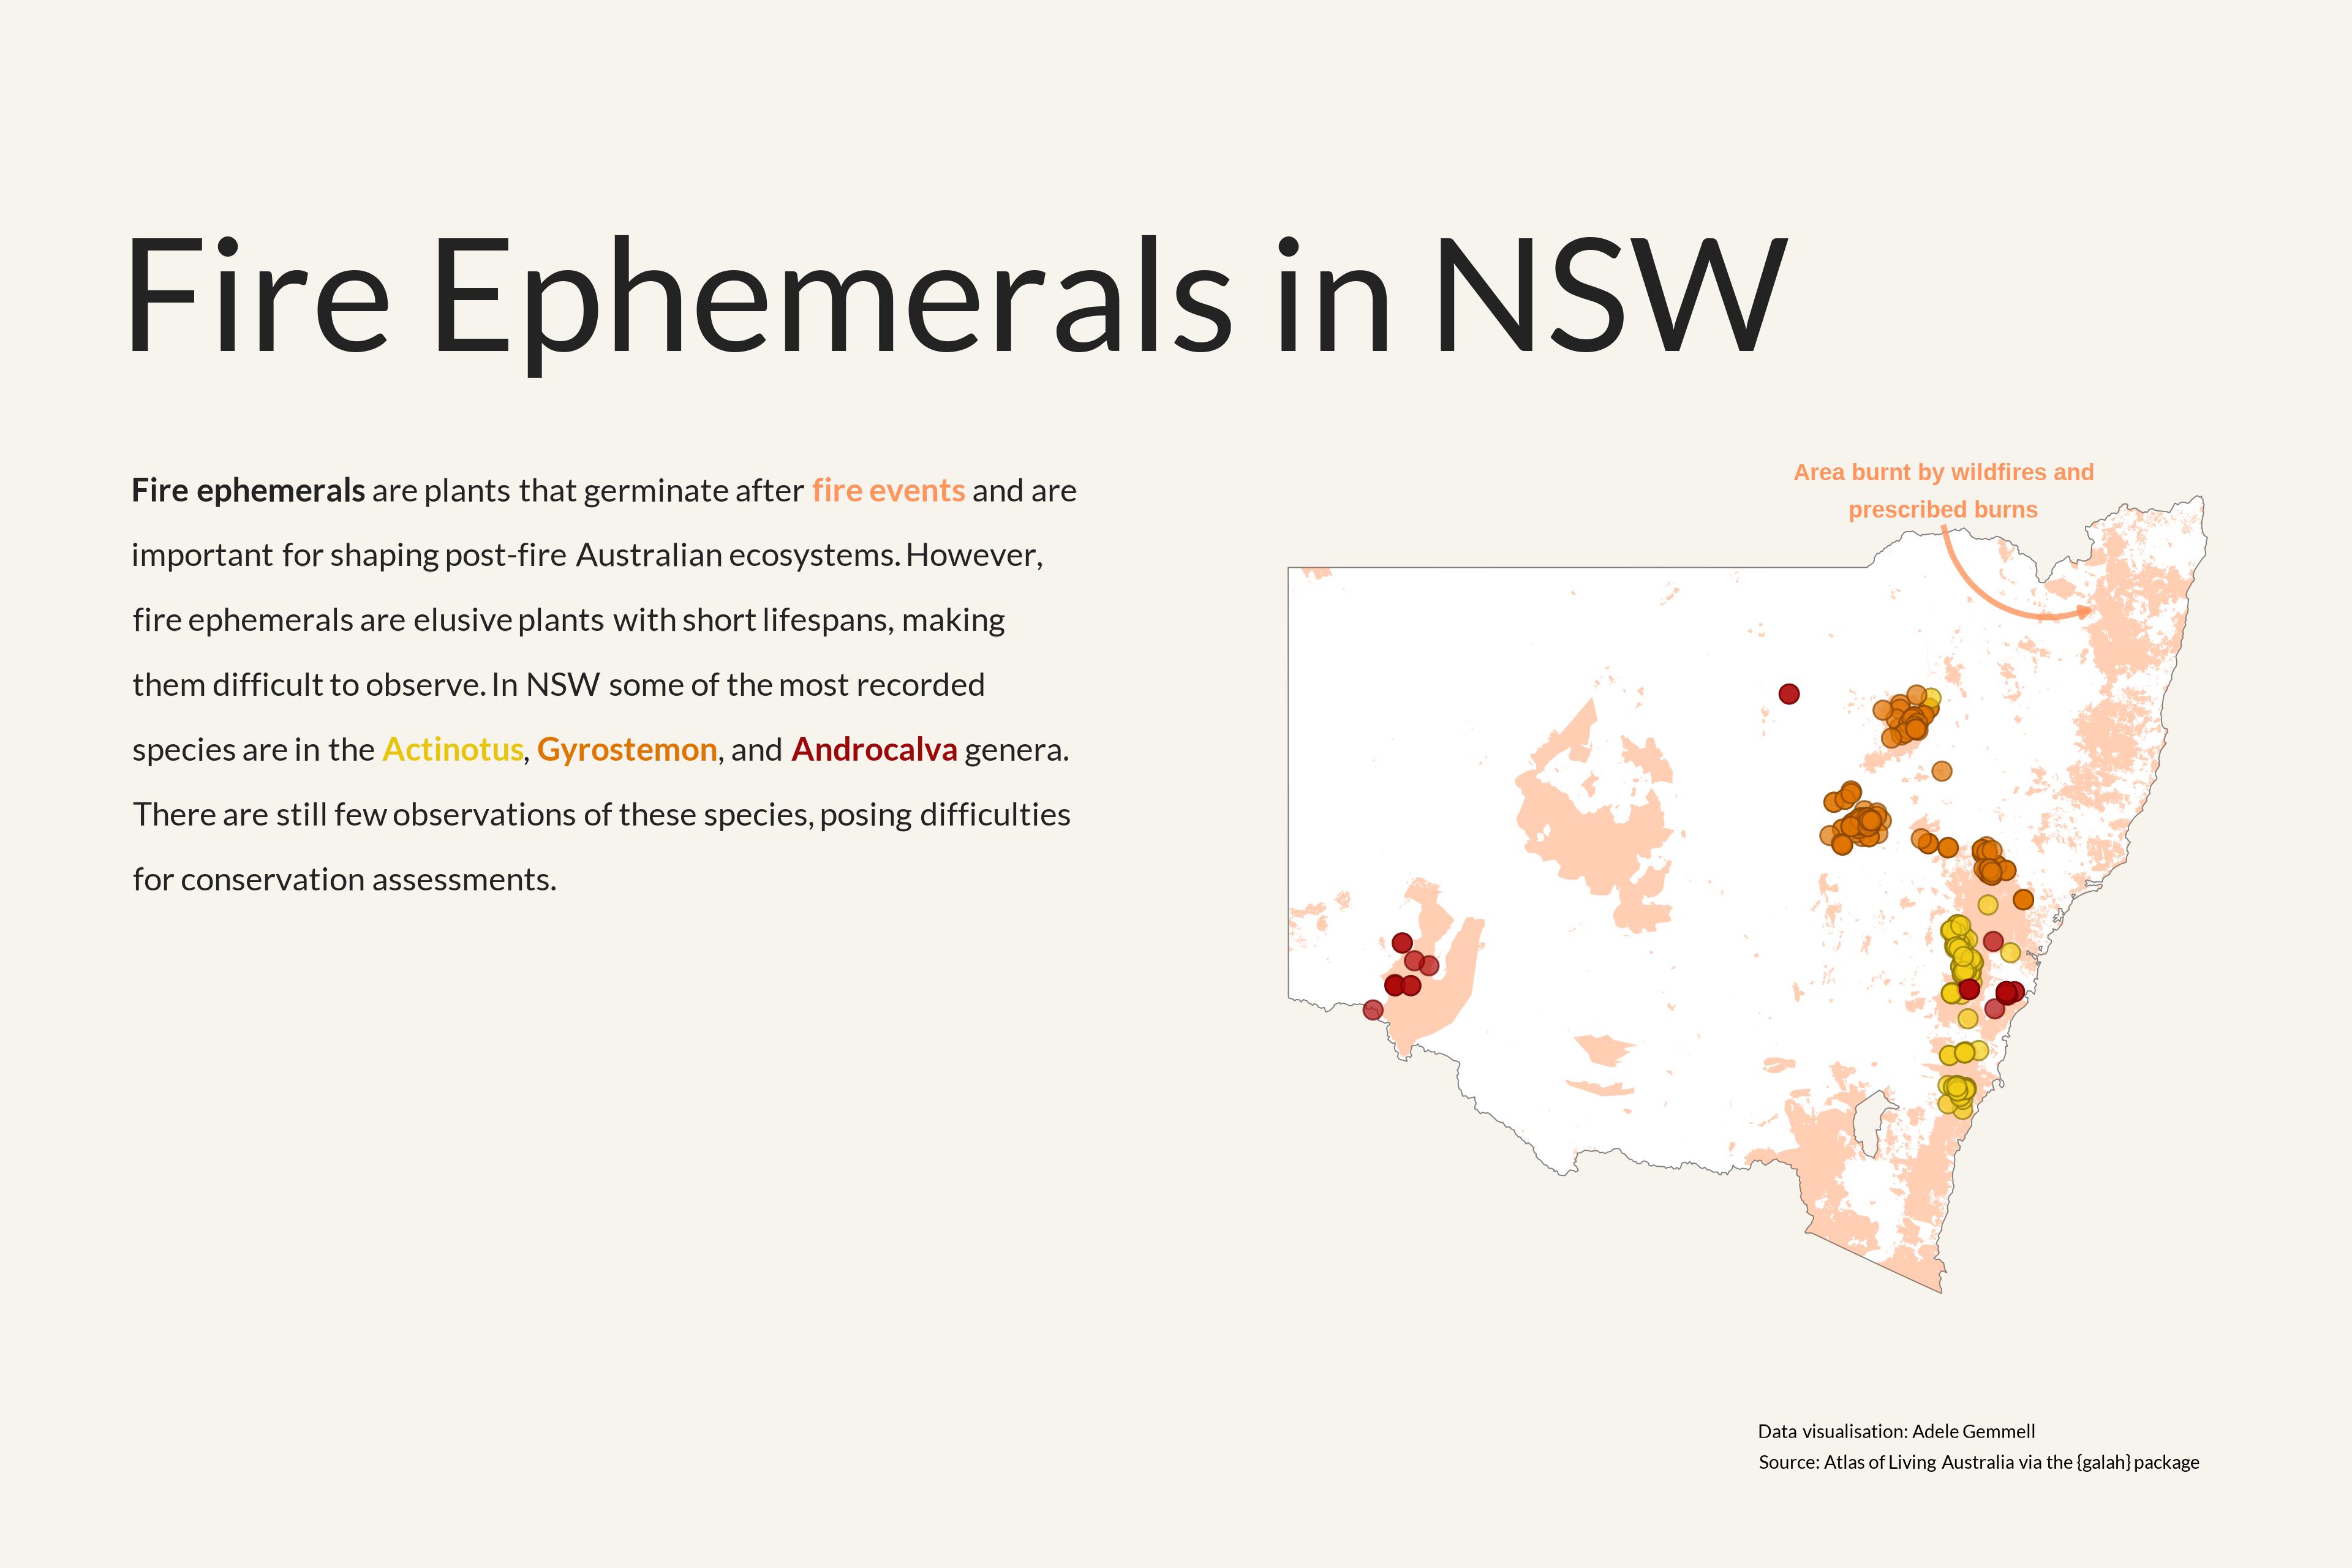 Fire Ephemerals in NSW
Fire ephemerals are plants that germinate after fire events and are
important for shaping post-fire Australian ecosystems. However,
fire ephemerals are elusive plants with short lifespans, making
them difficult to observe. In NSW some of the most recorded
species are in the Actinotus, Gyrostemon, and Androcalva genera.
There are still few observations of these species, posing difficulties
for conservation assessments.
Area burnt by wildfires and
prescribed burns
Data visualisation: Adele Gemmell
Source: Atlas of Living Australia via the {galah} package